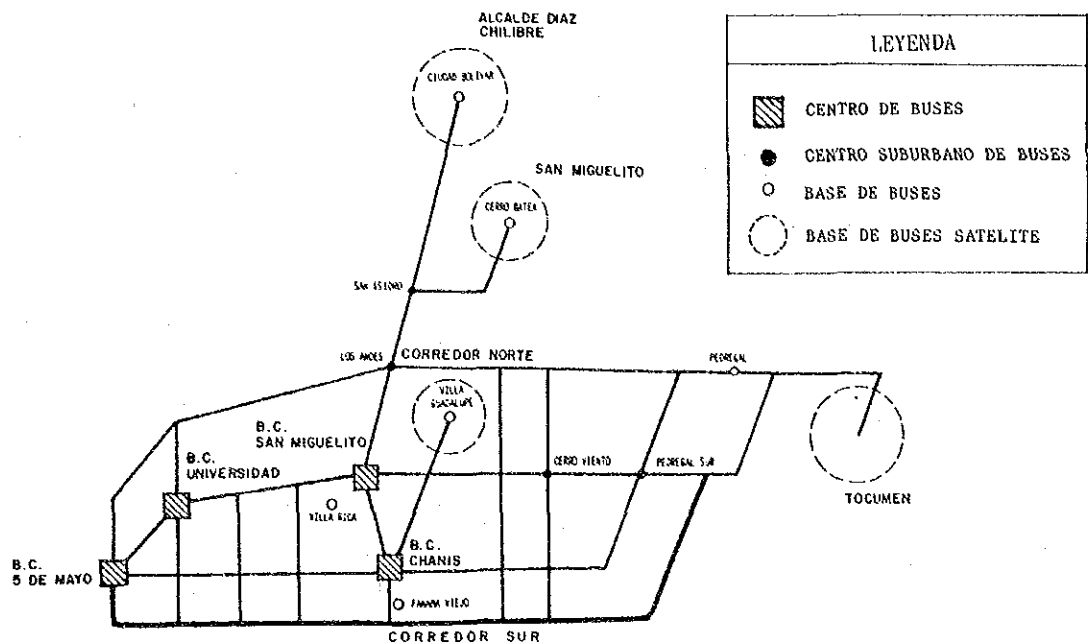 ALCALDE DIAZ
CHILIBRE
CIUDAD BOLIVAR
SAN MIGUELITO
CERRO BATEA
SAN ISIDRO
LOS ANDES
CORREDOR NORTE
PEDREGAL
VILLA
GUADALUPE
B.C.
SAN MIGUELITO
B.C.
UNIVERSIDAD
CERRO VIENTO
PEDREGAL SUR
VILLA RICA
TOCUMEN
B.C.
CHANIS
B.C.
5 DE MAYO
PANAMA VIEJO
CORREDOR SUR
LEYENDA
CENTRO DE BUSES
CENTRO SUBURBANO DE BUSES
BASE DE BUSES
BASE DE BUSES SATELITE